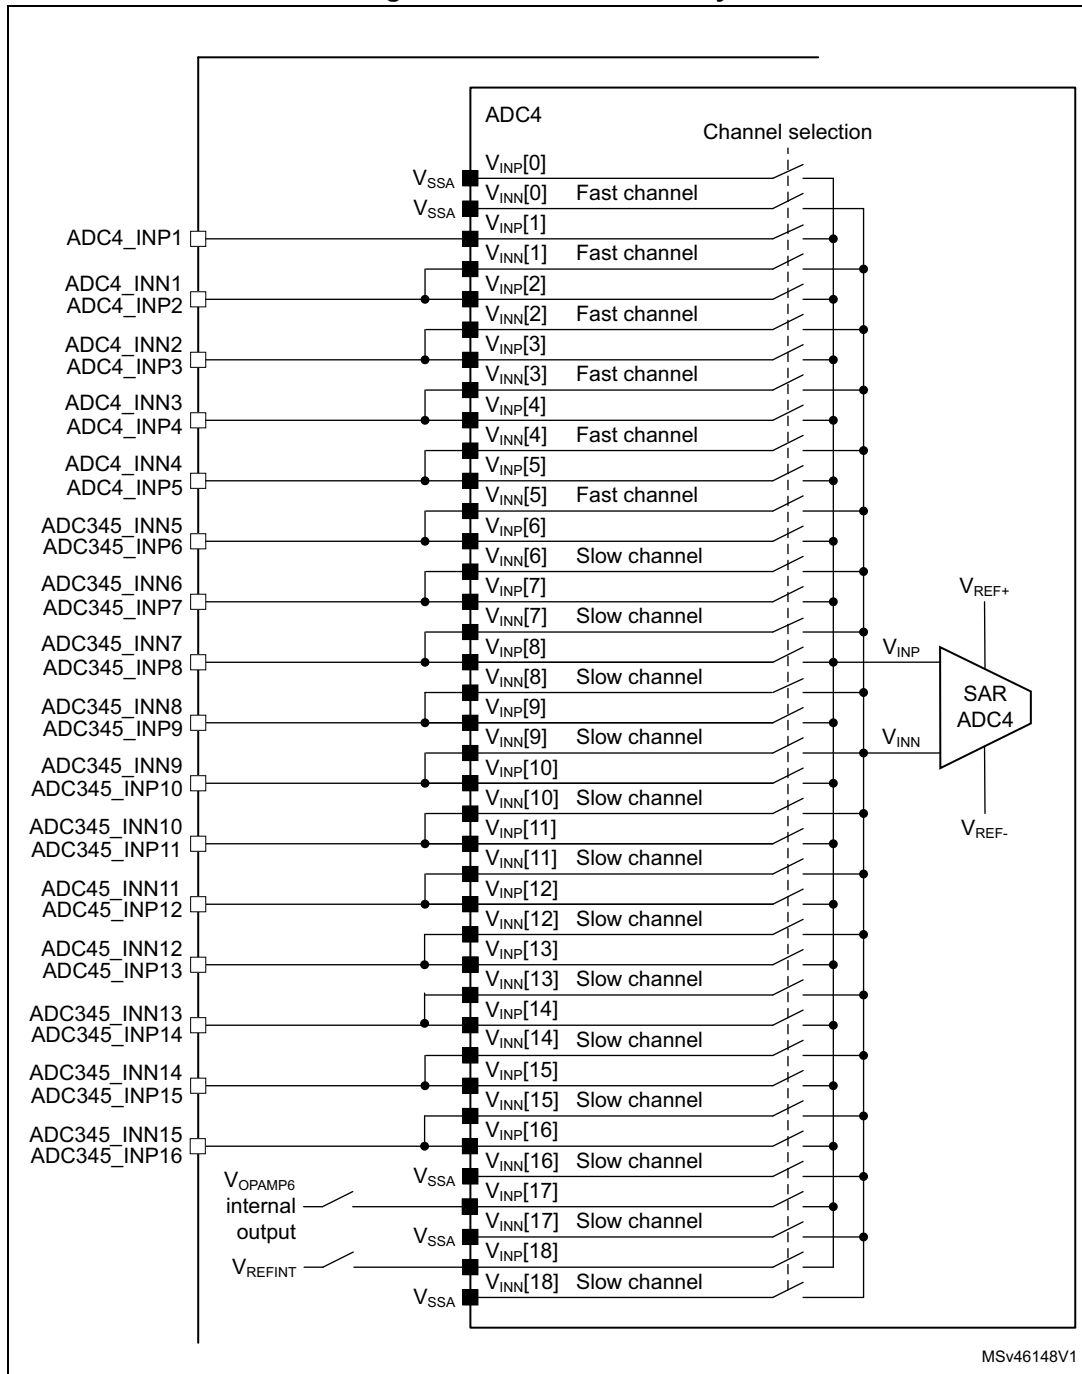 ADC4
Channel selection
VSSA VINP[0]
VSSA VINN[0] Fast channel
ADC4_INP1 VINP[1]
VINN[1] Fast channel
ADC4_INN1
ADC4_INP2 VINP[2]
VINN[2] Fast channel
ADC4_INN2
ADC4_INP3 VINP[3]
VINN[3] Fast channel
ADC4_INN3
ADC4_INP4 VINP[4]
VINN[4] Fast channel
ADC4_INN4
ADC4_INP5 VINP[5]
VINN[5] Fast channel
ADC345_INN5
ADC345_INP6 VINP[6]
VINN[6] Slow channel
ADC345_INN6
ADC345_INP7 VINP[7]
VINN[7] Slow channel
ADC345_INN7
ADC345_INP8 VINP[8]
VINN[8] Slow channel
ADC345_INN8
ADC345_INP9 VINP[9]
VINN[9] Slow channel
ADC345_INN9
ADC345_INP10 VINP[10]
VINN[10] Slow channel
ADC345_INN10
ADC345_INP11 VINP[11]
VINN[11] Slow channel
ADC45_INN11
ADC45_INP12 VINP[12]
VINN[12] Slow channel
ADC45_INN12
ADC45_INP13 VINP[13]
VINN[13] Slow channel
ADC345_INN13
ADC345_INP14 VINP[14]
VINN[14] Slow channel
ADC345_INN14
ADC345_INP15 VINP[15]
VINN[15] Slow channel
ADC345_INN15
ADC345_INP16 VINP[16]
VSSA VINN[16] Slow channel
VOPAMP6
internal
output
VINP[17]
VSSA VINN[17] Slow channel
VREFINT VINP[18]
VSSA VINN[18] Slow channel
VREF+
VINP
SAR
ADC4
VINN
VREF-
MSv46148V1